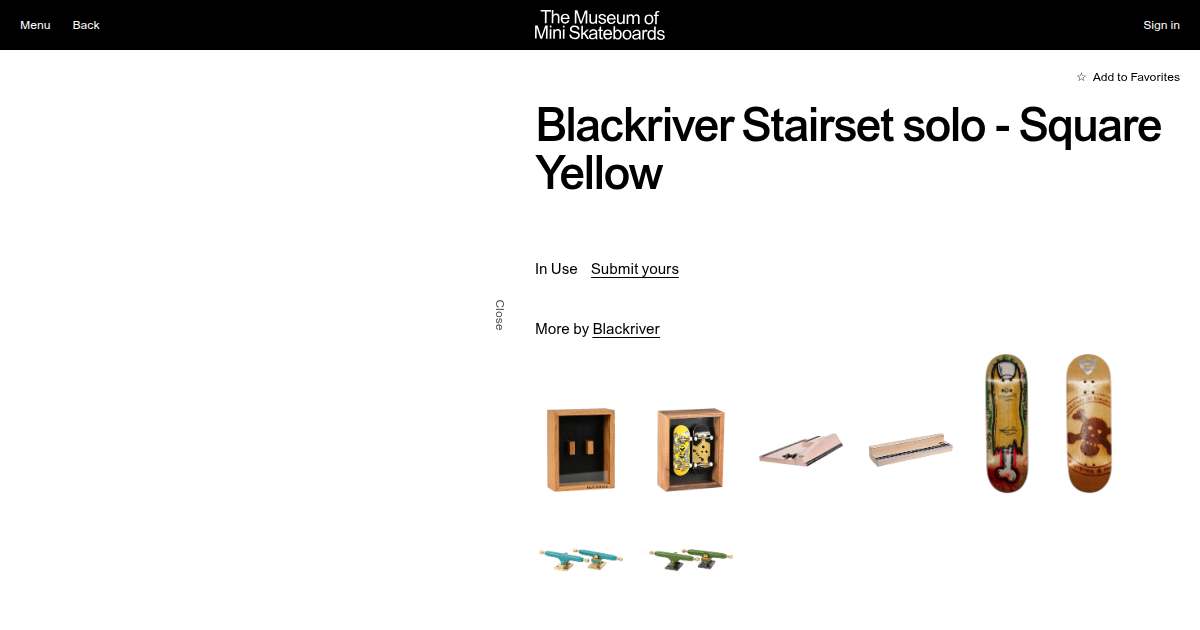 Menu
Back
The Museum of
Mini Skateboards
Sign in
☆ Add to Favorites
Blackriver Stairset solo - Square
Yellow
In Use Submit yours
Close
More by Blackriver